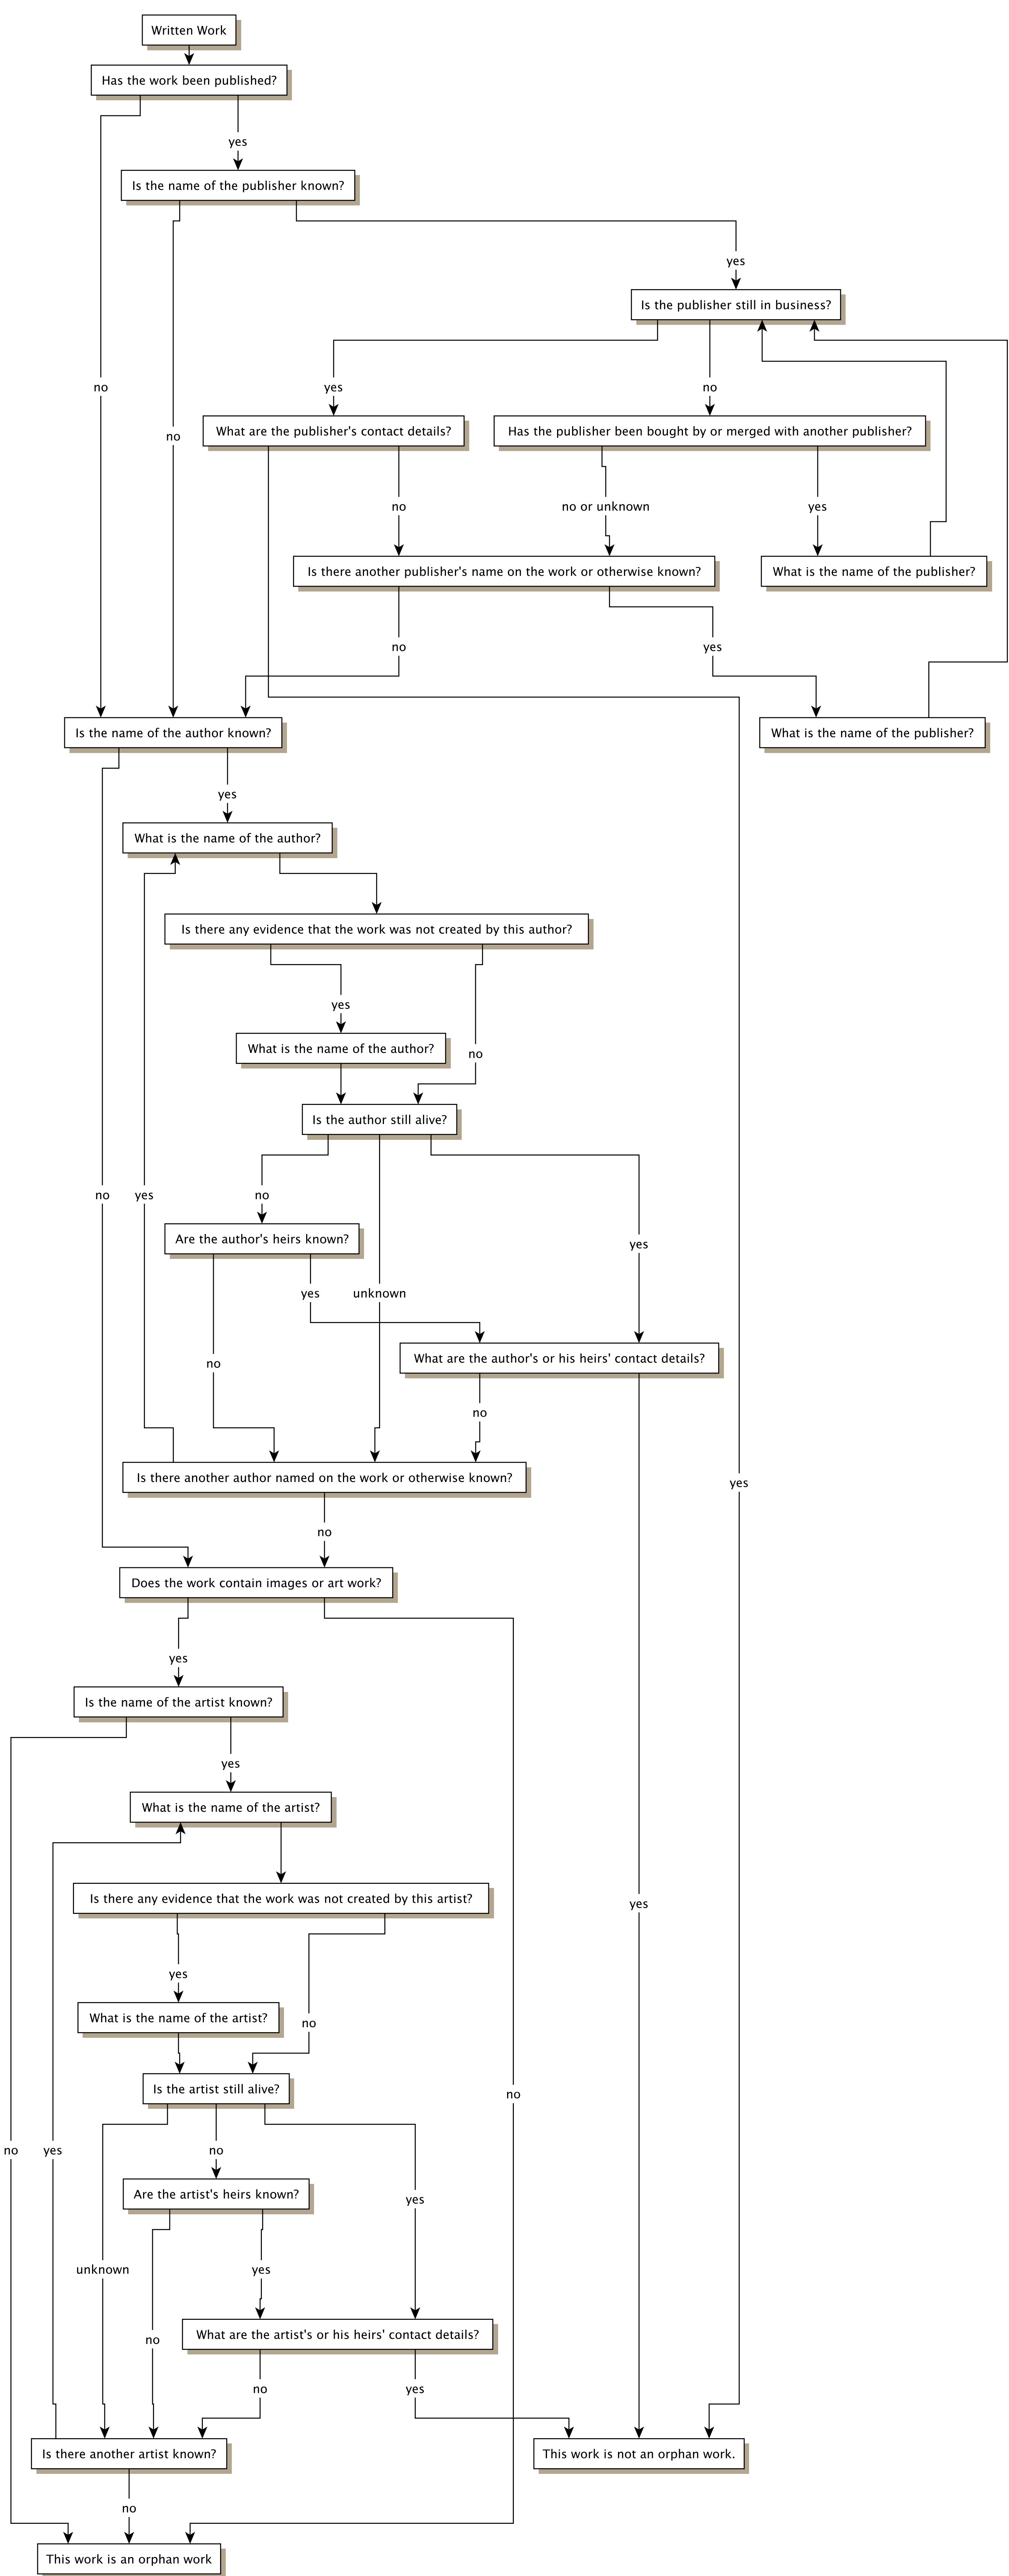 Written Work
Has the work been published?
yes
Is the name of the publisher known?
yes
Is the publisher still in business?
no
yes
no
What are the publisher's contact details?
Has the publisher been bought by or merged with another publisher?
no
no
no or unknown
yes
Is there another publisher's name on the work or otherwise known?
What is the name of the publisher?
no
yes
Is the name of the author known?
What is the name of the publisher?
yes
What is the name of the author?
Is there any evidence that the work was not created by this author?
yes
What is the name of the author?
no
Is the author still alive?
no
yes
no
Are the author's heirs known?
yes
yes
unknown
What are the author's or his heirs' contact details?
no
no
Is there another author named on the work or otherwise known?
yes
no
Does the work contain images or art work?
yes
Is the name of the artist known?
yes
What is the name of the artist?
Is there any evidence that the work was not created by this artist?
yes
yes
What is the name of the artist?
no
Is the artist still alive?
no
no
yes
no
Are the artist's heirs known?
yes
unknown
yes
What are the artist's or his heirs' contact details?
no
no
yes
Is there another artist known?
This work is not an orphan work.
no
This work is an orphan work